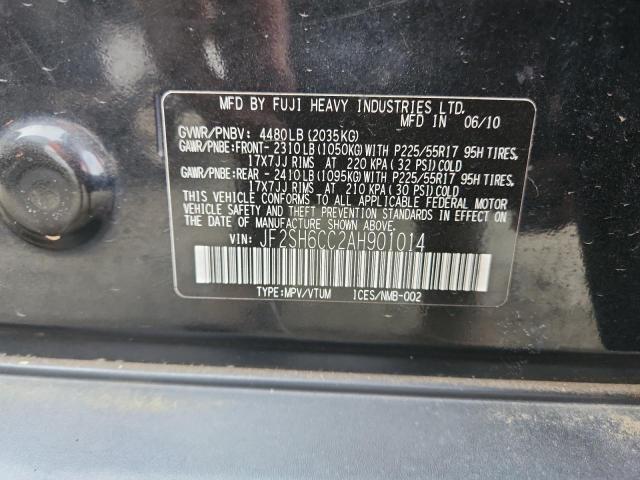 MFD BY FUJI HEAVY INDUSTRIES LTD.
MFD IN 06/10
GVWR/PNBV: 4480LB (2035KG)
GAWR/PNBE:FRONT- 2310LB (1050KG)WITH P225/55R17 95H TIRES,
17X7JJ RIMS AT 220 KPA (32 PSI)COLD
GAWR/PNBE:REAR - 2410LB (1095KG)WITH P225/55R17 95H TIRES,
17X7JJ RIMS AT 210 KPA (30 PSI)COLD
THIS VEHICLE CONFORMS TO ALL APPLICABLE FEDERAL MOTOR
VEHICLE SAFETY AND THEFT PREVENTION STANDARDS IN EFFECT ON
THE DATE OF MANUFACTURE SHOWN ABOVE.
VIN: JF2SH6CC2AH901014
TYPE:MPV/VTUM ICES/NMB-002